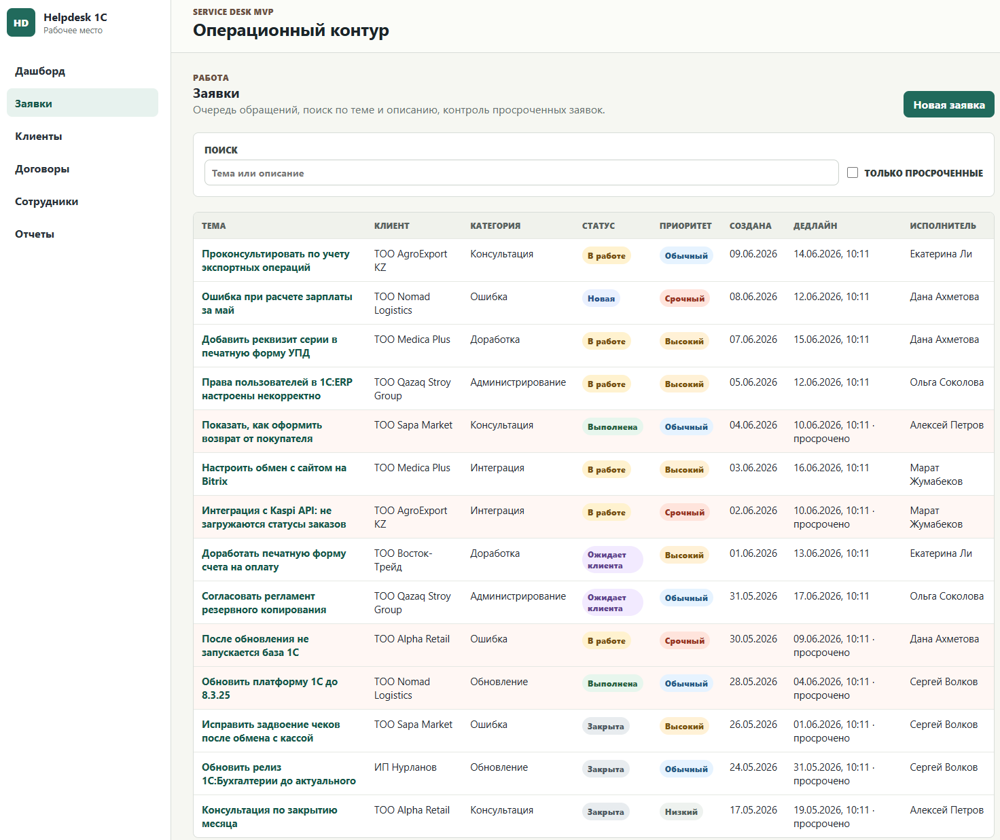 HD
Helpdesk 1C
Рабочее место
Дашборд
Заявки
Клиенты
Договоры
Сотрудники
Отчеты
SERVICE DESK MVP
Операционный контур
РАБОТА
Заявки
Очередь обращений, поиск по теме и описанию, контроль просроченных заявок.
Новая заявка
ПОИСК
Тема или описание
ТОЛЬКО ПРОСРОЧЕННЫЕ
ТЕМА КЛИЕНТ КАТЕГОРИЯ СТАТУС ПРИОРИТЕТ СОЗДАНА ДЕДЛАЙН ИСПОЛНИТЕЛЬ
Проконсультировать по учету ТОО AgroExport Консультация В работе Обычный 09.06.2026 14.06.2026, 10:11 Екатерина Ли
экспортных операций KZ
Ошибка при расчете зарплаты ТОО Nomad Ошибка Новая Срочный 08.06.2026 12.06.2026, 10:11 Дана Ахметова
за май Logistics
Добавить реквизит серии в ТОО Medica Plus Доработка В работе Высокий 07.06.2026 15.06.2026, 10:11 Дана Ахметова
печатную форму УПД
Права пользователей в 1С:ERP ТОО Qazaq Stroy Администрирование В работе Высокий 05.06.2026 12.06.2026, 10:11 Ольга Соколова
настроены некорректно Group
Показать, как оформить ТОО Sapa Market Консультация Выполнена Обычный 04.06.2026 10.06.2026, 10:11 · Алексей Петров
возврат от покупателя просрочено
Настроить обмен с сайтом на ТОО Medica Plus Интеграция В работе Высокий 03.06.2026 16.06.2026, 10:11 Марат
Bitrix Жумабеков
Интеграция с Kaspi API: не ТОО AgroExport Интеграция В работе Срочный 02.06.2026 10.06.2026, 10:11 · Марат
загружаются статусы заказов KZ просрочено Жумабеков
Доработать печатную форму ТОО Восток- Доработка Ожидает Высокий 01.06.2026 13.06.2026, 10:11 Екатерина Ли
счета на оплату Трейд клиента
Согласовать регламент ТОО Qazaq Stroy Администрирование Ожидает Обычный 31.05.2026 17.06.2026, 10:11 Ольга Соколова
резервного копирования Group клиента
После обновления не ТОО Alpha Retail Ошибка В работе Срочный 30.05.2026 09.06.2026, 10:11 · Дана Ахметова
запускается база 1С просрочено
Обновить платформу 1С до ТОО Nomad Обновление Выполнена Обычный 28.05.2026 04.06.2026, 10:11 · Сергей Волков
8.3.25 Logistics просрочено
Исправить задвоение чеков ТОО Sapa Market Ошибка Закрыта Высокий 26.05.2026 01.06.2026, 10:11 · Сергей Волков
после обмена с кассой просрочено
Обновить релиз ИП Нурланов Обновление Закрыта Обычный 24.05.2026 31.05.2026, 10:11 · Сергей Волков
1С:Бухгалтерии до актуального просрочено
Консультация по закрытию ТОО Alpha Retail Консультация Закрыта Низкий 17.05.2026 19.05.2026, 10:11 · Алексей Петров
месяца просрочено